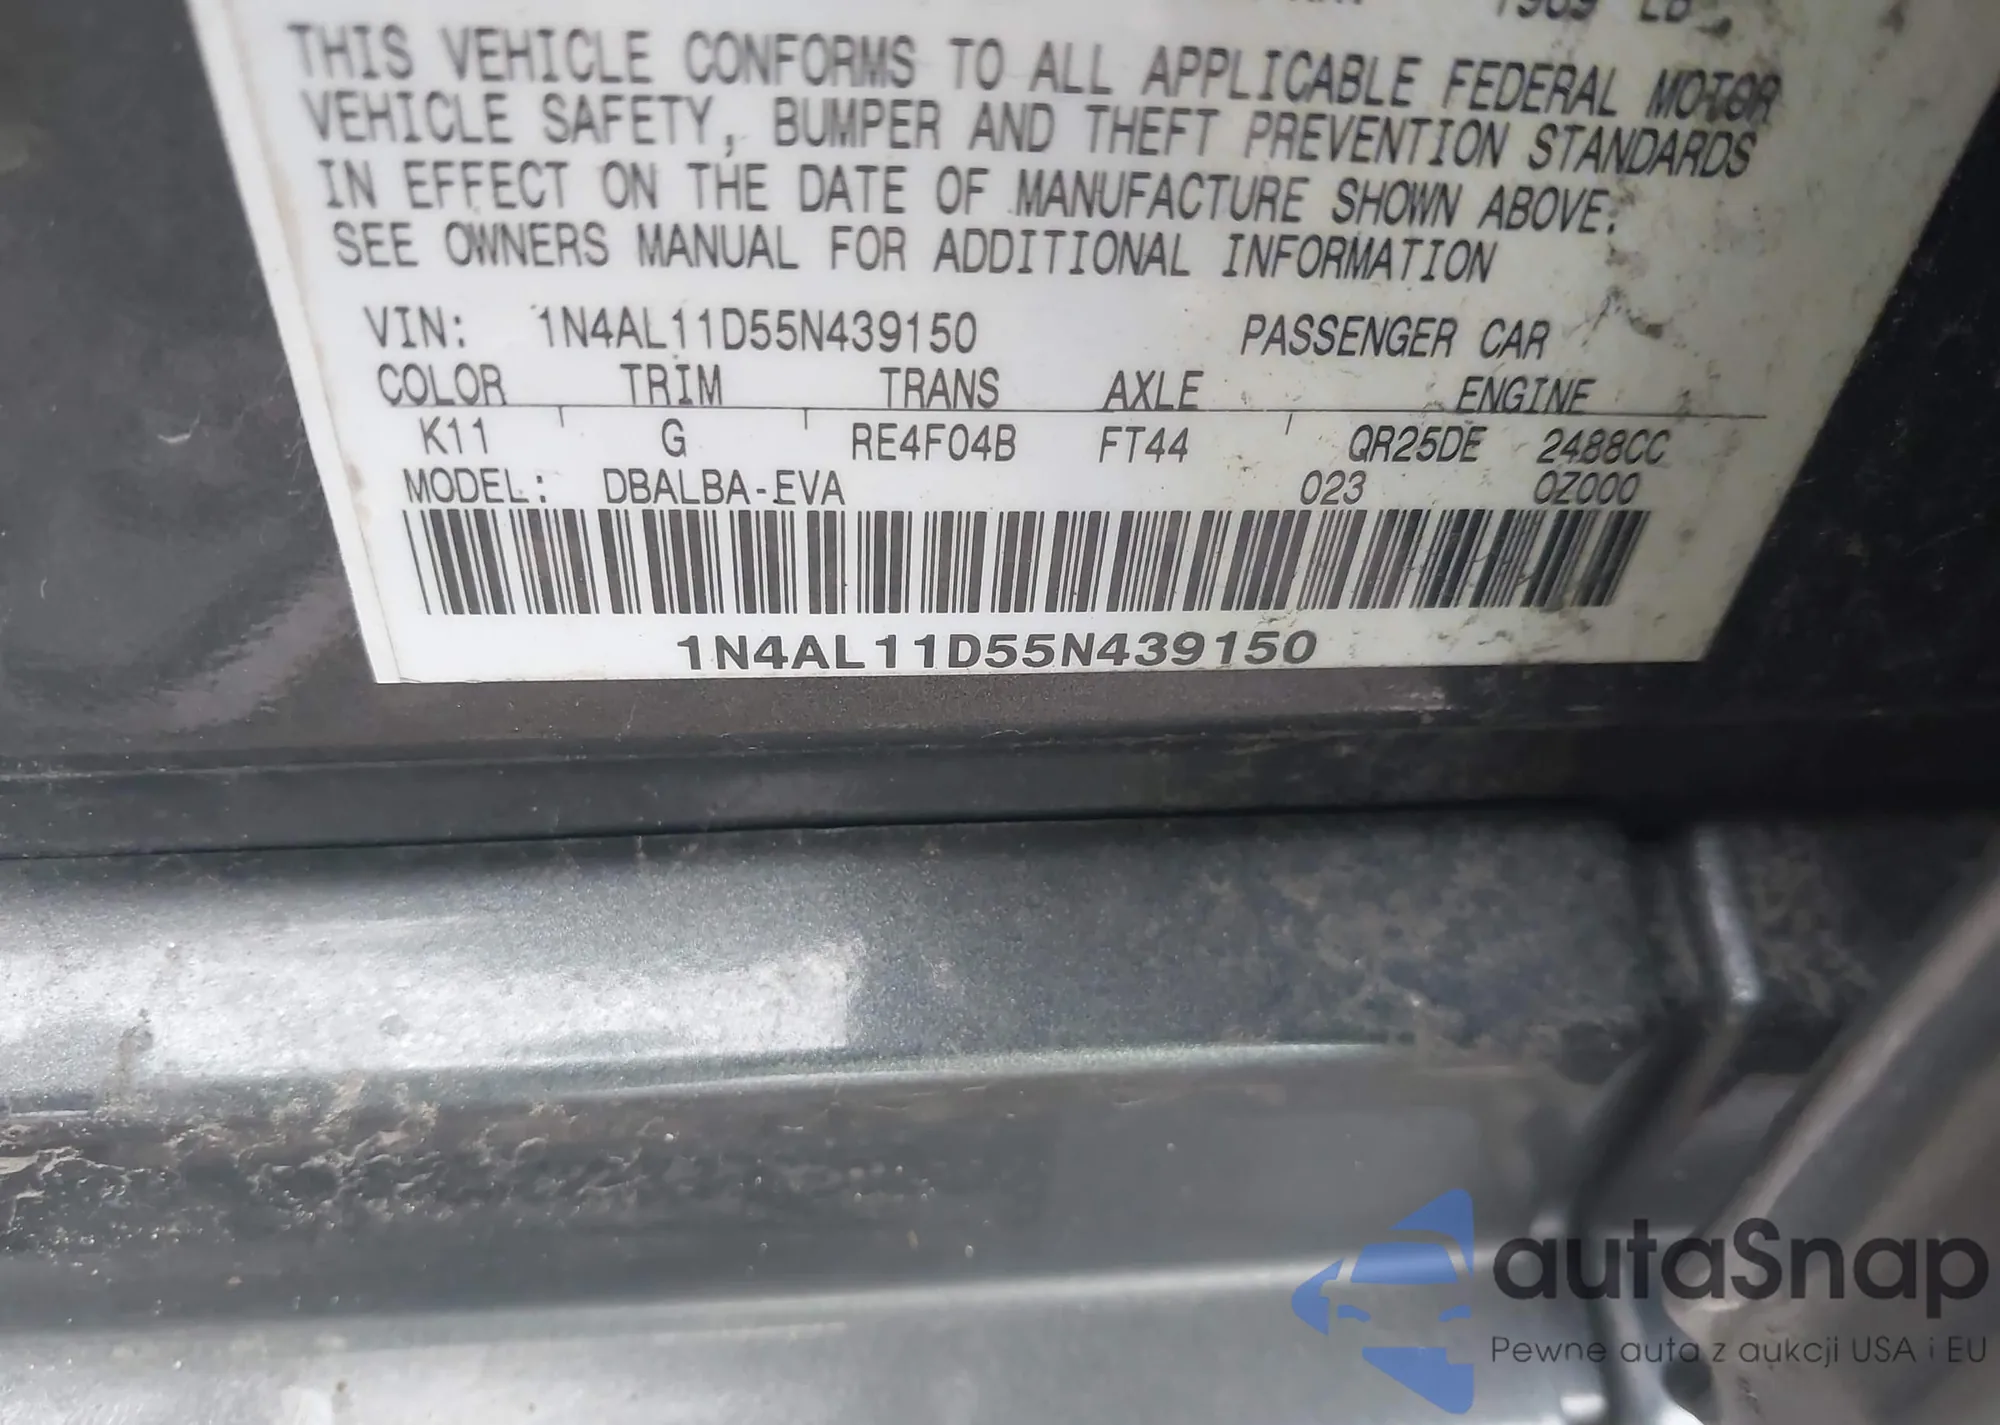 1989 LB
THIS VEHICLE CONFORMS TO ALL APPLICABLE FEDERAL MOTOR
VEHICLE SAFETY, BUMPER AND THEFT PREVENTION STANDARDS
IN EFFECT ON THE DATE OF MANUFACTURE SHOWN ABOVE.
SEE OWNERS MANUAL FOR ADDITIONAL INFORMATION
VIN: 1N4AL11D55N439150 PASSENGER CAR
COLOR TRIM TRANS AXLE ENGINE
K11 G RE4F04B FT44 QR25DE 2488CC
MODEL: DBALBA-EVA 023 0Z000
1N4AL11D55N439150
autaSnap
Pewne auta z aukcji USA i EU